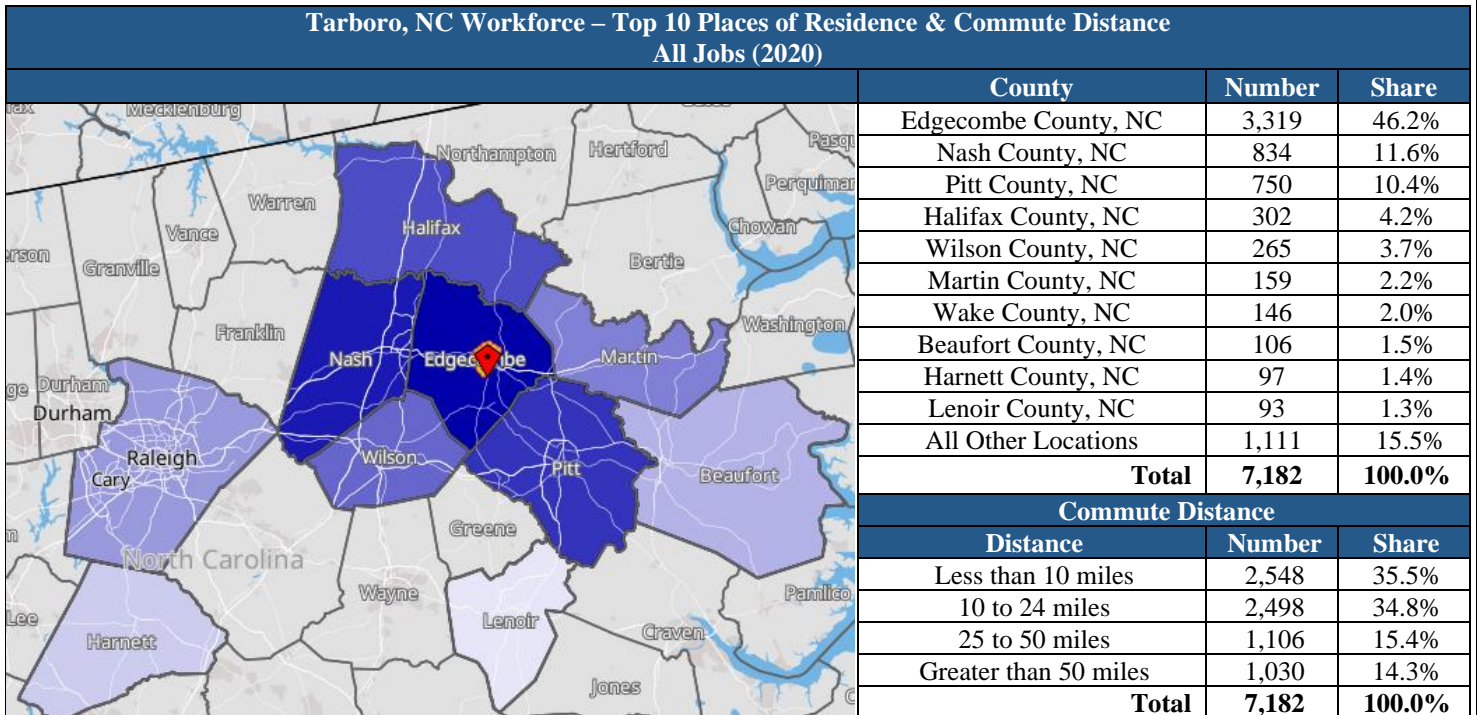 Tarboro, NC Workforce – Top 10 Places of Residence & Commute Distance
All Jobs (2020)
County Number Share
Edgecombe County, NC 3,319 46.2%
Nash County, NC 834 11.6%
Pitt County, NC 750 10.4%
Halifax County, NC 302 4.2%
Wilson County, NC 265 3.7%
Martin County, NC 159 2.2%
Wake County, NC 146 2.0%
Beaufort County, NC 106 1.5%
Harnett County, NC 97 1.4%
Lenoir County, NC 93 1.3%
All Other Locations 1,111 15.5%
Total 7,182 100.0%
Commute Distance
Distance Number Share
Less than 10 miles 2,548 35.5%
10 to 24 miles 2,498 34.8%
25 to 50 miles 1,106 15.4%
Greater than 50 miles 1,030 14.3%
Total 7,182 100.0%
Mecklenburg
Northampton
Hertford
Warren
Halifax
Chowan
Vance
Granville
Bertie
Franklin
Washington
Nash
Edgecombe
Martin
Durham
Durham
Raleigh
Cary
Wilson
Pitt
Beaufort
Greene
North Carolina
Wayne
Pamlico
Lee
Harnett
Lenoir
Craven
Jones